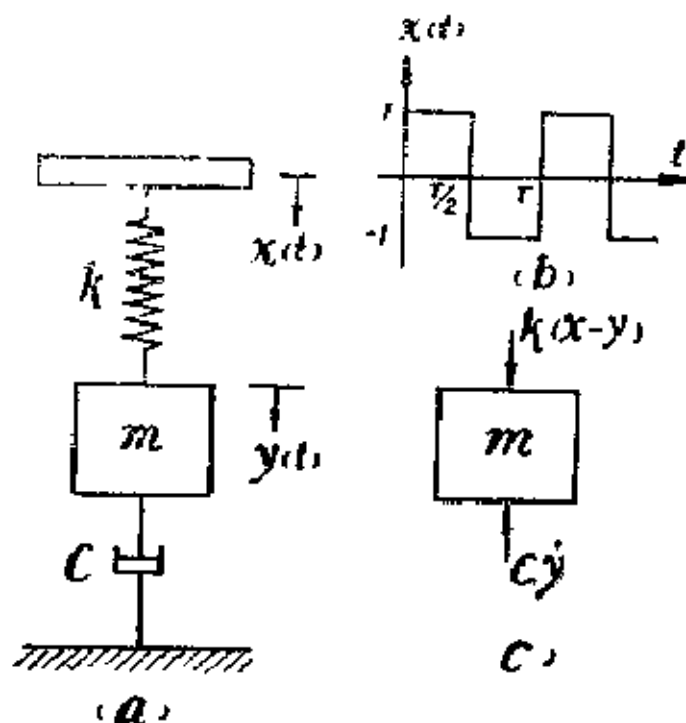 x(t)
1
t
T/2
T
-1
(b)
x(t)
k
k(x-y)
m
y(t)
m
C
Cẏ
C)
(a)